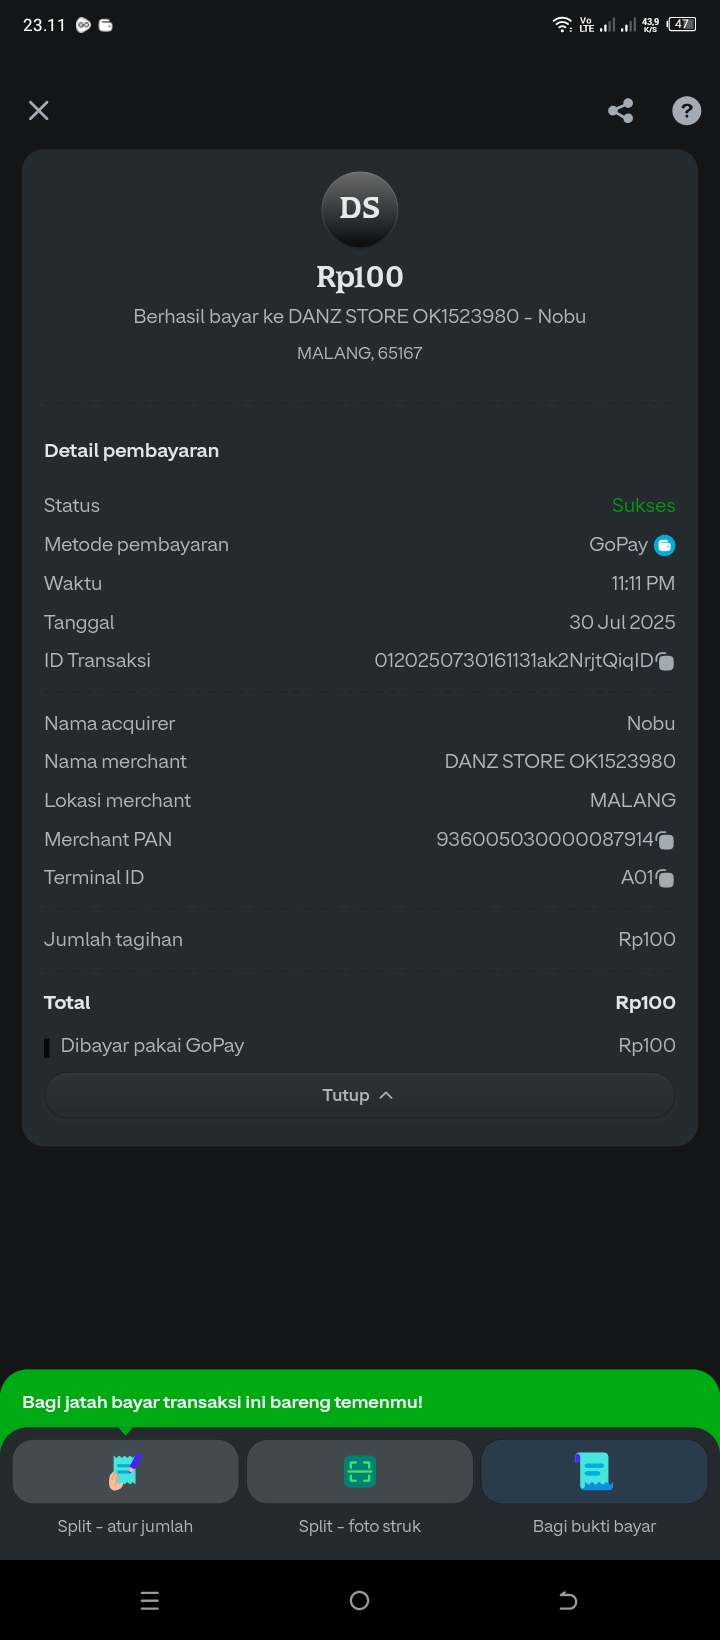 23.11 GO Vo LTE 43,9 K/S 47
?
DS
Rp100
Berhasil bayar ke DANZ STORE OK1523980 - Nobu
MALANG, 65167
Detail pembayaran
Status Sukses
Metode pembayaran GoPay
Waktu 11:11 PM
Tanggal 30 Jul 2025
ID Transaksi 0120250730161131ak2NrjtQiqID
Nama acquirer Nobu
Nama merchant DANZ STORE OK1523980
Lokasi merchant MALANG
Merchant PAN 936005030000087914
Terminal ID A01
Jumlah tagihan Rp100
Total Rp100
Dibayar pakai GoPay Rp100
Tutup
Bagi jatah bayar transaksi ini bareng temenmu!
Split - atur jumlah Split - foto struk Bagi bukti bayar